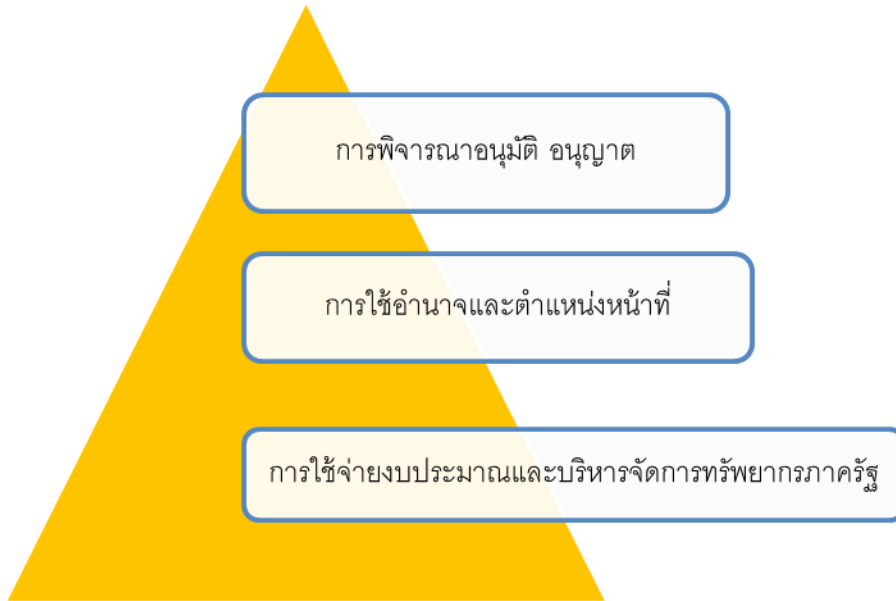 การพิจารณาอนุมัติ อนุญาต
การใช้อำนาจและตำแหน่งหน้าที่
การใช้จ่ายงบประมาณและบริหารจัดการทรัพยากรภาครัฐ